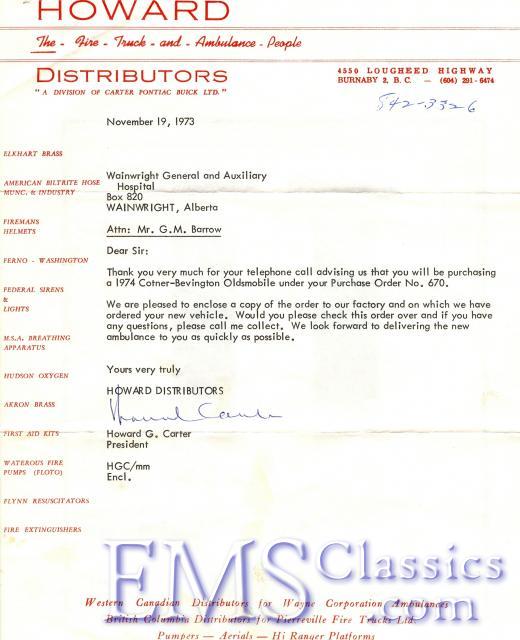 HOWARD
The - Fire - Truck - and - Ambulance - People
DISTRIBUTORS
"A DIVISION OF CARTER PONTIAC BUICK LTD."
4550 LOUGHEED HIGHWAY
BURNABY 2, B. C. — (604) 291-6474
542-3326
November 19, 1973
ELKHART BRASS
AMERICAN BILTRITE HOSE
MUNC. & INDUSTRY
FIREMANS
HELMETS
FERNO - WASHINGTON
FEDERAL SIRENS
&
LIGHTS
M.S.A. BREATHING
APPARATUS
HUDSON OXYGEN
AKRON BRASS
FIRST AID KITS
WATEROUS FIRE
PUMPS (FLOTO)
FLYNN RESUSCITATORS
FIRE EXTINGUISHERS
Wainwright General and Auxiliary
Hospital
Box 820
WAINWRIGHT, Alberta
Attn: Mr. G.M. Barrow
Dear Sir:
Thank you very much for your telephone call advising us that you will be purchasing
a 1974 Cotner-Bevington Oldsmobile under your Purchase Order No. 670.
We are pleased to enclose a copy of the order to our factory and on which we have
ordered your new vehicle. Would you please check this order over and if you have
any questions, please call me collect. We look forward to delivering the new
ambulance to you as quickly as possible.
Yours very truly
HOWARD DISTRIBUTORS
Howard Carter
Howard G. Carter
President
HGC/mm
Encl.
EMSClassics
.com
Western Canadian Distributors for Wayne Corporation Ambulances
British Columbia Distributors for Pierreville Fire Trucks Ltd.
Pumpers — Aerials — Hi Ranger Platforms